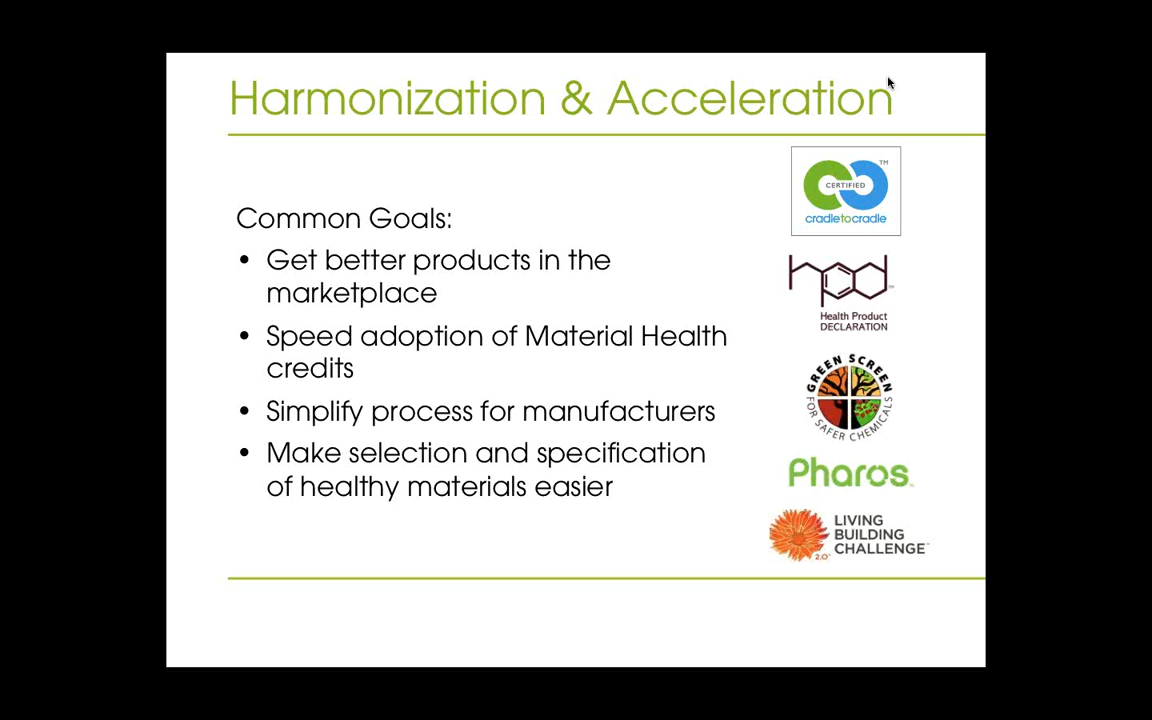 Harmonization & Acceleration
Common Goals:
• Get better products in the
marketplace
• Speed adoption of Material Health
credits
• Simplify process for manufacturers
• Make selection and specification
of healthy materials easier
TM
CERTIFIED
cradletocradle
hpd
Health Product
DECLARATION
GREEN SCREEN
FOR SAFER CHEMICALS
Pharos
LIVING
BUILDING
CHALLENGE
2.0